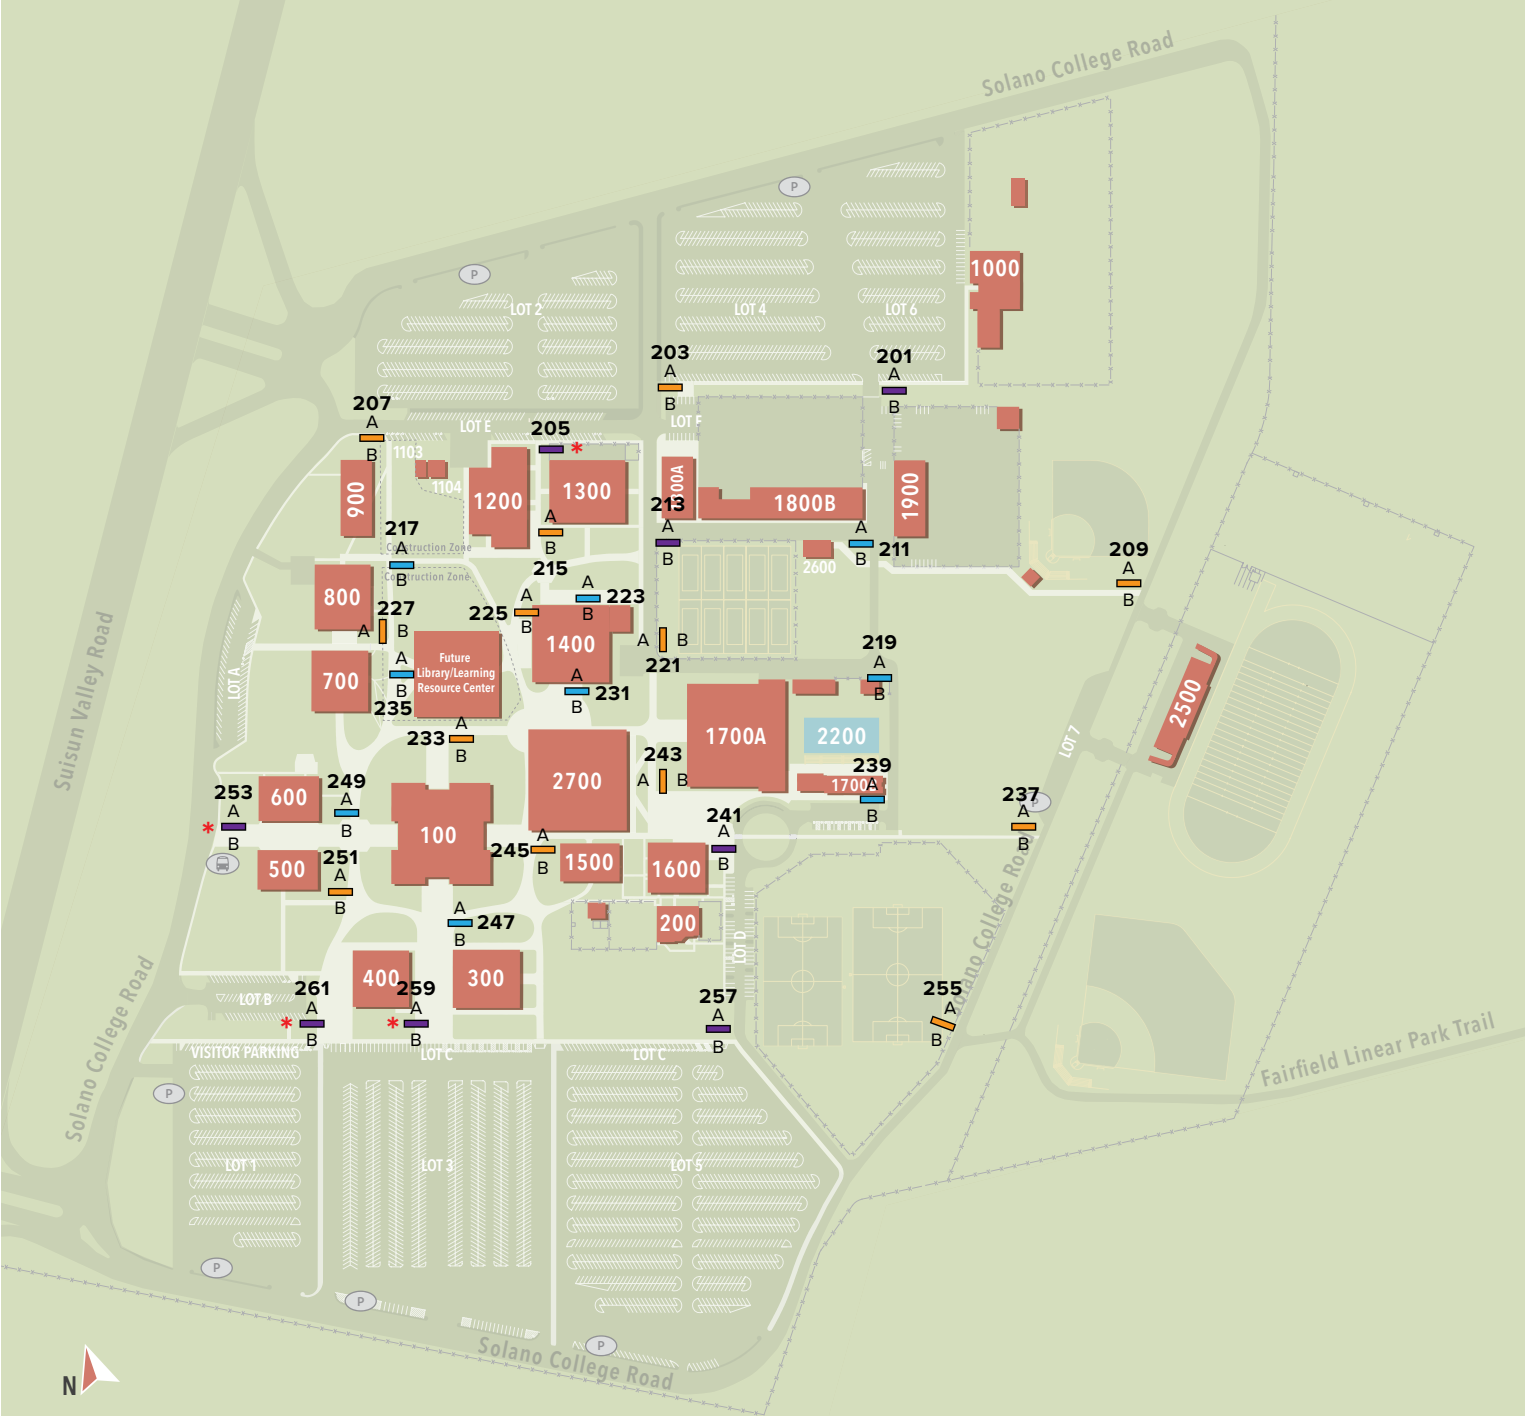 Solano College Road
P
P
1000
LOT 2
LOT 4
LOT 6
203
A
B
201
A
B
207
A
B
LOT E
205
*
LOT F
1103
1104
900
1200
1300
1800B
1900
213
A
B
217
A
B
Construction Zone
Construction Zone
A
B
215
A
B
211
2600
209
A
B
800
227
A
B
225
A
B
A
B
223
1400
A
B
221
219
A
B
LOT A
700
Future
Library/Learning
Resource Center
A
B
235
A
B
231
2500
Suisun Valley Road
233
A
B
1700A
2200
LOT 7
2700
243
A
B
239
A
B
600
249
A
B
253
A
B
*
100
241
A
B
237
A
B
P
500
251
A
B
245
A
B
1500
1600
A
B
247
200
LOT D
Solano College Road
400
300
LOT B
261
A
B
*
259
A
B
*
257
A
B
255
A
B
Solano College Road
VISITOR PARKING
LOT C
LOT C
Fairfield Linear Park Trail
P
LOT 1
LOT 3
LOT 5
P
P
P
Solano College Road
N